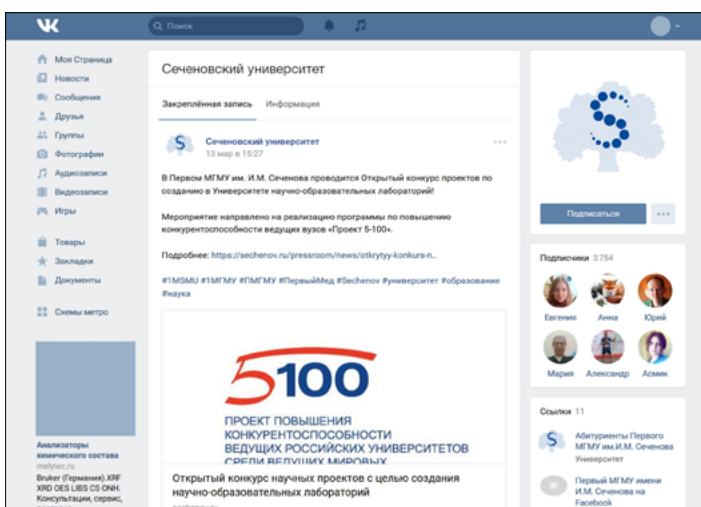 Поиск
Моя Страница
Новости
Сообщения
Друзья
Группы
Фотографии
Аудиозаписи
Видеозаписи
Игры
Товары
Закладки
Документы
Схемы метро
Анализаторы
химического состава
melytec.ru
Bruker (Германия).XRF
XRD OES LIBS CS ONH.
Консультации, сервис,
Сеченовский университет
Закреплённая запись Информация
Сеченовский университет
13 мар в 15:27
В Первом МГМУ им. И.М. Сеченова проводится Открытый конкурс проектов по
созданию в Университете научно-образовательных лабораторий!
Мероприятие направлено на реализацию программы по повышению
конкурентоспособности ведущих вузов «Проект 5-100».
Подробнее: https://sechenov.ru/pressroom/news/otkrytyy-konkurs-n..
#1MSMU #1МГМУ #ПМГМУ #ПервыйМед #Sechenov #университет #образование
#наука
5100
ПРОЕКТ ПОВЫШЕНИЯ
КОНКУРЕНТОСПОСОБНОСТИ
ВЕДУЩИХ РОССИЙСКИХ УНИВЕРСИТЕТОВ
СРЕДИ ВЕДУЩИХ МИРОВЫХ
Открытый конкурс научных проектов с целью создания
научно-образовательных лабораторий
Подписаться
Подписчики 3 754
Евгения Анна Юрий
Мария Александр Асмик
Ссылки 11
Абитуриенты Первого
МГМУ им.И.М. Сеченова
Университет
Первый МГМУ имени
И.М. Сеченова на
Facebook